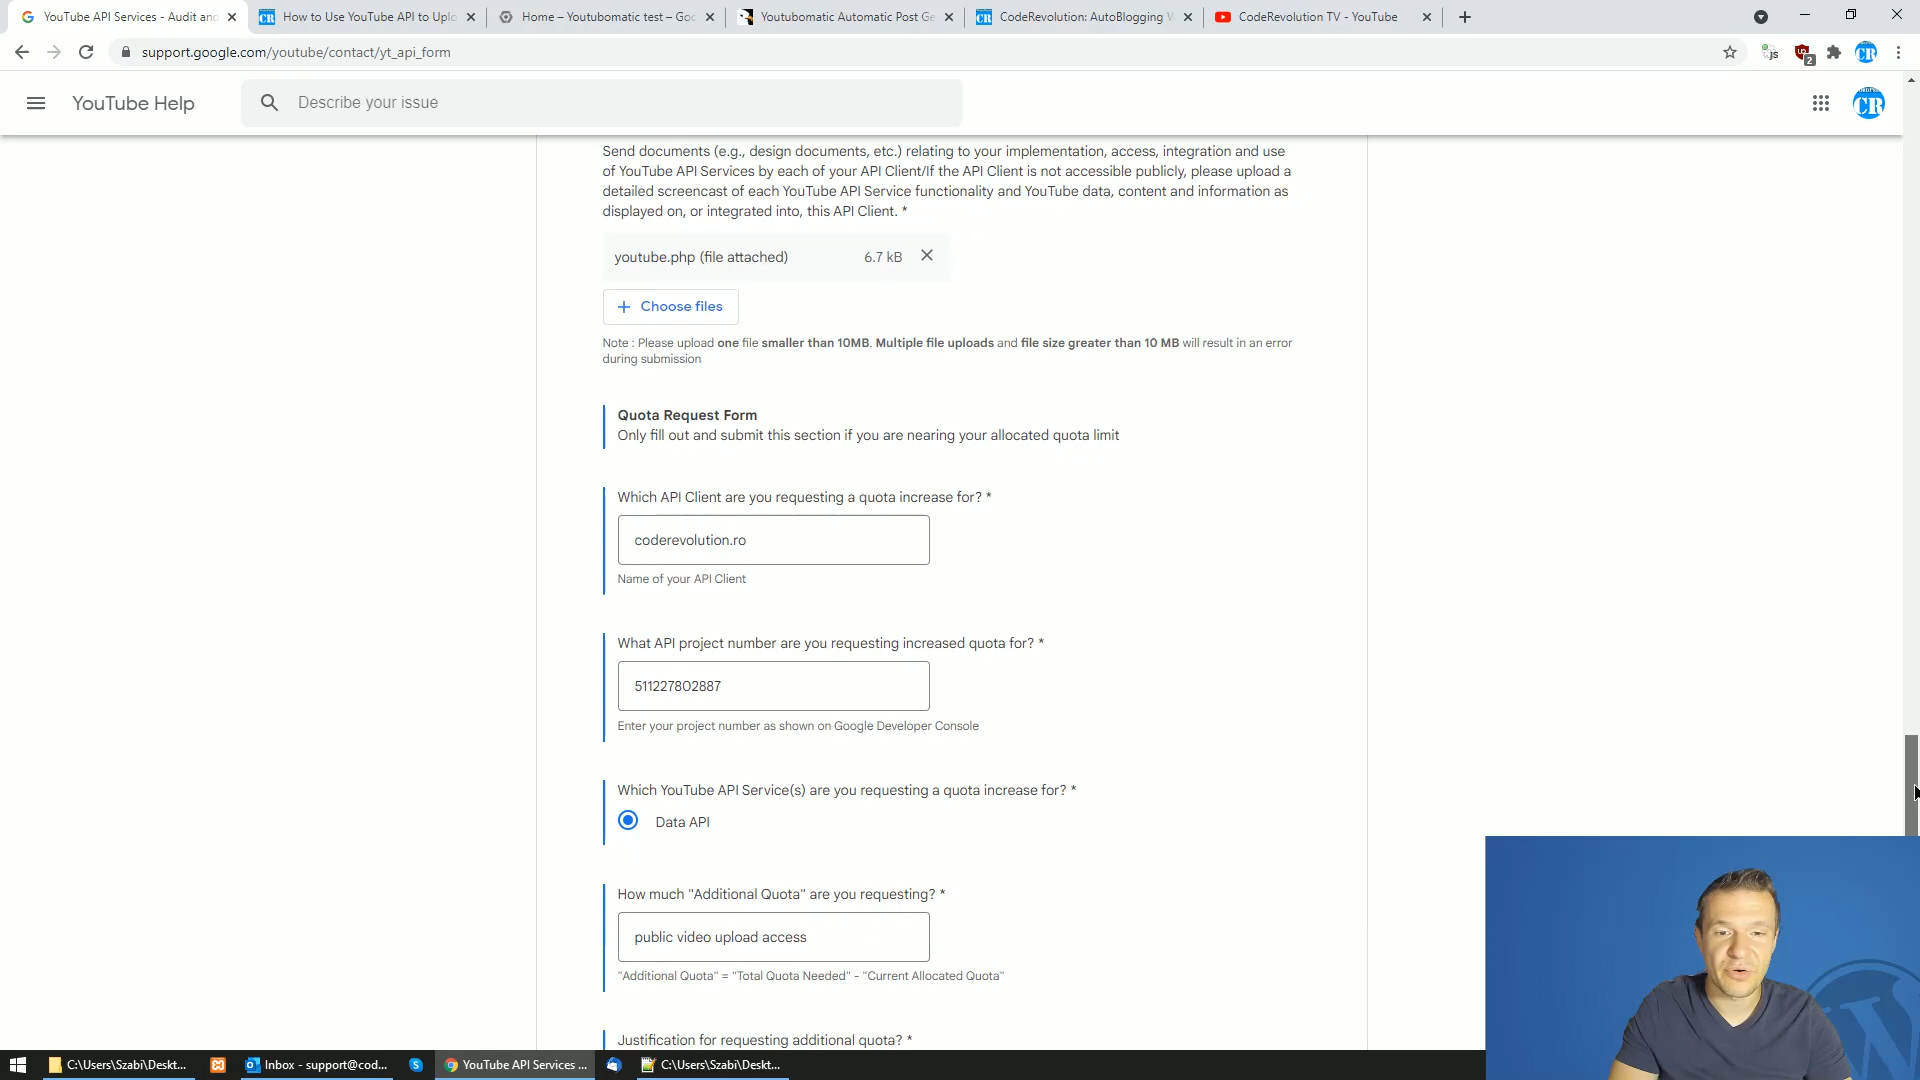 YouTube API Services - Audit and
How to Use YouTube API to Uplo
Home – Youtubomatic test – Goo
Youtubomatic Automatic Post Ge
CodeRevolution: AutoBlogging W
CodeRevolution TV - YouTube
support.google.com/youtube/contact/yt_api_form
YouTube Help
Describe your issue
Send documents (e.g., design documents, etc.) relating to your implementation, access, integration and use
of YouTube API Services by each of your API Client/If the API Client is not accessible publicly, please upload a
detailed screencast of each YouTube API Service functionality and YouTube data, content and information as
displayed on, or integrated into, this API Client. *
youtube.php (file attached) 6.7 kB
Choose files
Note : Please upload one file smaller than 10MB. Multiple file uploads and file size greater than 10 MB will result in an error
during submission
Quota Request Form
Only fill out and submit this section if you are nearing your allocated quota limit
Which API Client are you requesting a quota increase for? *
coderevolution.ro
Name of your API Client
What API project number are you requesting increased quota for? *
511227802887
Enter your project number as shown on Google Developer Console
Which YouTube API Service(s) are you requesting a quota increase for? *
Data API
How much "Additional Quota" are you requesting? *
public video upload access
"Additional Quota" = "Total Quota Needed" - "Current Allocated Quota"
Justification for requesting additional quota? *
C:\Users\Szabi\Deskt...
Inbox - support@cod...
YouTube API Services ...
C:\Users\Szabi\Deskt...